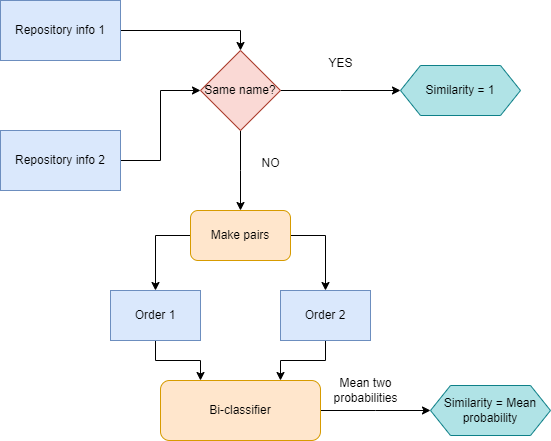 Repository info 1
YES
Same name?
Similarity = 1
Repository info 2
NO
Make pairs
Order 1
Order 2
Mean two
probabilities
Similarity = Mean
probability
Bi-classifier